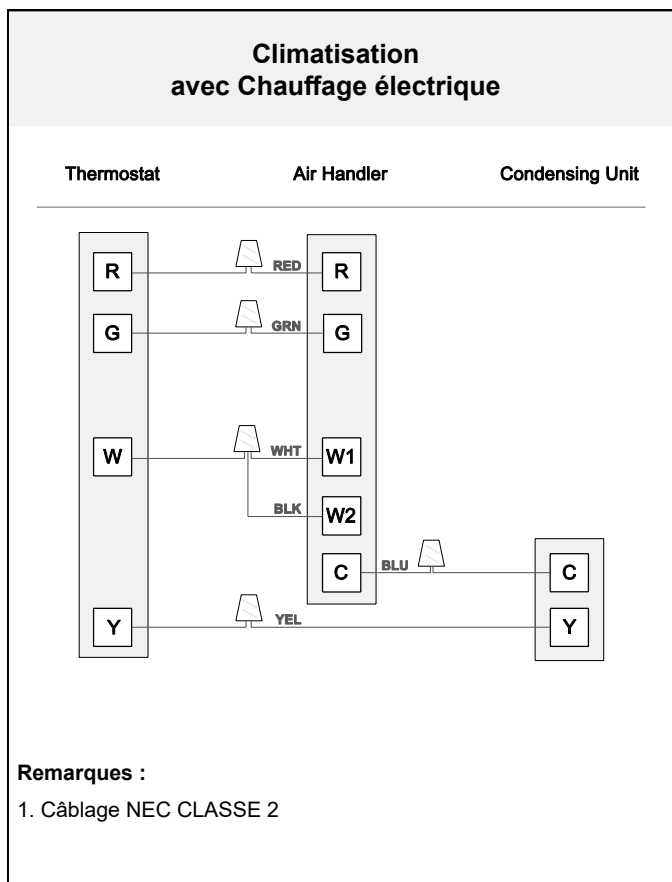 Climatisation
avec Chauffage électrique
Thermostat Air Handler Condensing Unit
R RED R
G GRN G
W WHT W1
BLK W2
C BLU C
Y YEL Y
Remarques :
1. Câblage NEC CLASSE 2